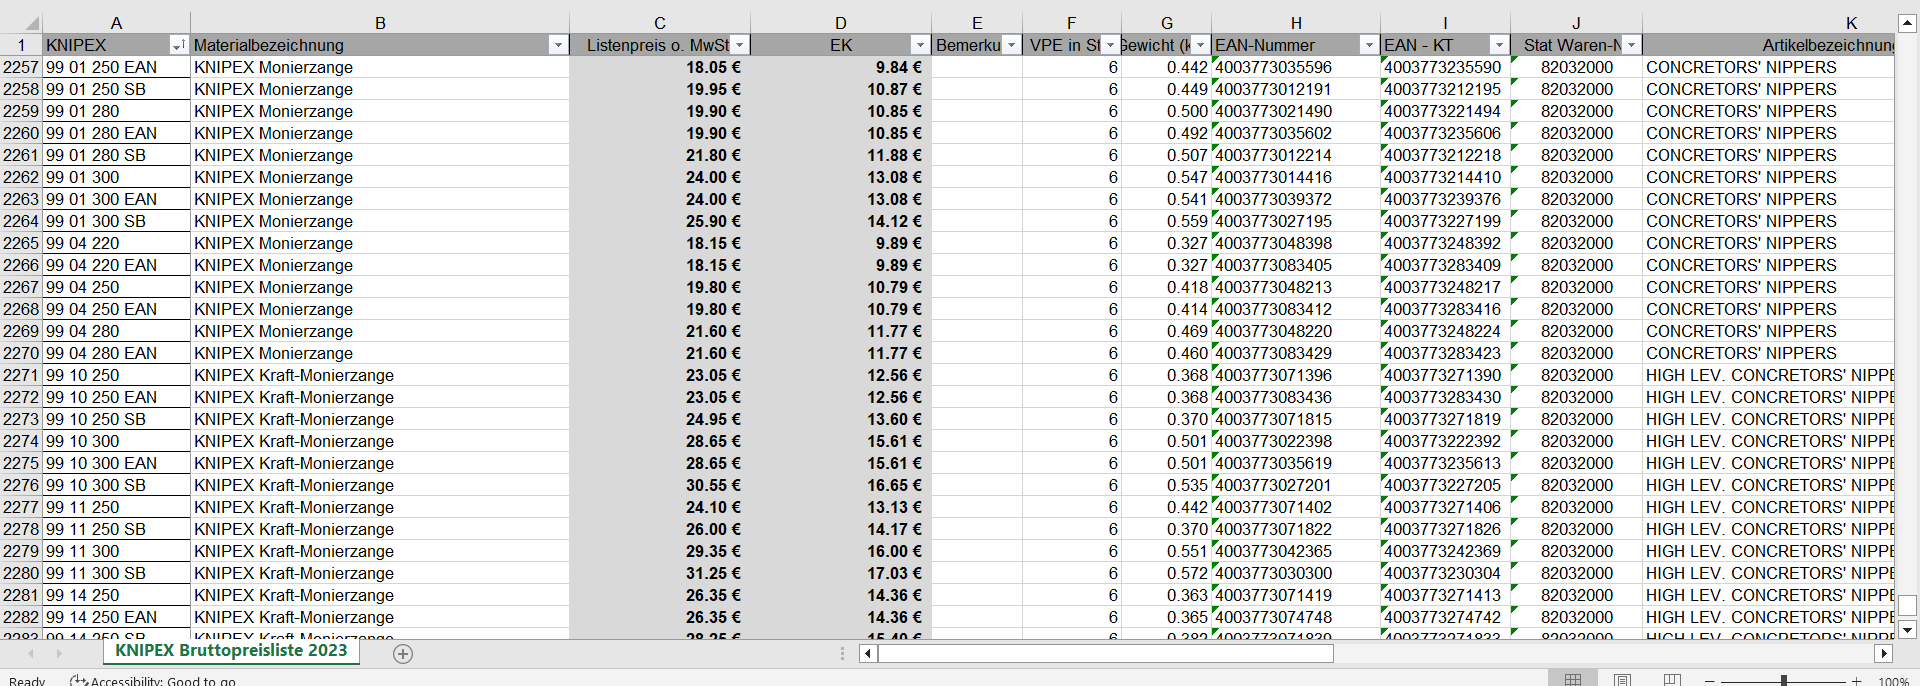 A B C D E F G H I J K
1 KNIPEX Materialbezeichnung Listenpreis o. MwSt EK Bemerku VPE in St Gewicht (k EAN-Nummer EAN - KT Stat Waren-N Artikelbezeichnung
2257 99 01 250 EAN KNIPEX Monierzange 18.05 € 9.84 € 6 0.442 4003773035596 4003773235590 82032000 CONCRETORS' NIPPERS
2258 99 01 250 SB KNIPEX Monierzange 19.95 € 10.87 € 6 0.449 4003773012191 4003773212195 82032000 CONCRETORS' NIPPERS
2259 99 01 280 KNIPEX Monierzange 19.90 € 10.85 € 6 0.500 4003773021490 4003773221494 82032000 CONCRETORS' NIPPERS
2260 99 01 280 EAN KNIPEX Monierzange 19.90 € 10.85 € 6 0.492 4003773035602 4003773235606 82032000 CONCRETORS' NIPPERS
2261 99 01 280 SB KNIPEX Monierzange 21.80 € 11.88 € 6 0.507 4003773012214 4003773212218 82032000 CONCRETORS' NIPPERS
2262 99 01 300 KNIPEX Monierzange 24.00 € 13.08 € 6 0.547 4003773014416 4003773214410 82032000 CONCRETORS' NIPPERS
2263 99 01 300 EAN KNIPEX Monierzange 24.00 € 13.08 € 6 0.541 4003773039372 4003773239376 82032000 CONCRETORS' NIPPERS
2264 99 01 300 SB KNIPEX Monierzange 25.90 € 14.12 € 6 0.559 4003773027195 4003773227199 82032000 CONCRETORS' NIPPERS
2265 99 04 220 KNIPEX Monierzange 18.15 € 9.89 € 6 0.327 4003773048398 4003773248392 82032000 CONCRETORS' NIPPERS
2266 99 04 220 EAN KNIPEX Monierzange 18.15 € 9.89 € 6 0.327 4003773083405 4003773283409 82032000 CONCRETORS' NIPPERS
2267 99 04 250 KNIPEX Monierzange 19.80 € 10.79 € 6 0.418 4003773048213 4003773248217 82032000 CONCRETORS' NIPPERS
2268 99 04 250 EAN KNIPEX Monierzange 19.80 € 10.79 € 6 0.414 4003773083412 4003773283416 82032000 CONCRETORS' NIPPERS
2269 99 04 280 KNIPEX Monierzange 21.60 € 11.77 € 6 0.469 4003773048220 4003773248224 82032000 CONCRETORS' NIPPERS
2270 99 04 280 EAN KNIPEX Monierzange 21.60 € 11.77 € 6 0.460 4003773083429 4003773283423 82032000 CONCRETORS' NIPPERS
2271 99 10 250 KNIPEX Kraft-Monierzange 23.05 € 12.56 € 6 0.368 4003773071396 4003773271390 82032000 HIGH LEV. CONCRETORS' NIPPE
2272 99 10 250 EAN KNIPEX Kraft-Monierzange 23.05 € 12.56 € 6 0.368 4003773083436 4003773283430 82032000 HIGH LEV. CONCRETORS' NIPPE
2273 99 10 250 SB KNIPEX Kraft-Monierzange 24.95 € 13.60 € 6 0.370 4003773071815 4003773271819 82032000 HIGH LEV. CONCRETORS' NIPPE
2274 99 10 300 KNIPEX Kraft-Monierzange 28.65 € 15.61 € 6 0.501 4003773022398 4003773222392 82032000 HIGH LEV. CONCRETORS' NIPPE
2275 99 10 300 EAN KNIPEX Kraft-Monierzange 28.65 € 15.61 € 6 0.501 4003773035619 4003773235613 82032000 HIGH LEV. CONCRETORS' NIPPE
2276 99 10 300 SB KNIPEX Kraft-Monierzange 30.55 € 16.65 € 6 0.535 4003773027201 4003773227205 82032000 HIGH LEV. CONCRETORS' NIPPE
2277 99 11 250 KNIPEX Kraft-Monierzange 24.10 € 13.13 € 6 0.442 4003773071402 4003773271406 82032000 HIGH LEV. CONCRETORS' NIPPE
2278 99 11 250 SB KNIPEX Kraft-Monierzange 26.00 € 14.17 € 6 0.370 4003773071822 4003773271826 82032000 HIGH LEV. CONCRETORS' NIPPE
2279 99 11 300 KNIPEX Kraft-Monierzange 29.35 € 16.00 € 6 0.551 4003773042365 4003773242369 82032000 HIGH LEV. CONCRETORS' NIPPE
2280 99 11 300 SB KNIPEX Kraft-Monierzange 31.25 € 17.03 € 6 0.572 4003773030300 4003773230304 82032000 HIGH LEV. CONCRETORS' NIPPE
2281 99 14 250 KNIPEX Kraft-Monierzange 26.35 € 14.36 € 6 0.363 4003773071419 4003773271413 82032000 HIGH LEV. CONCRETORS' NIPPE
2282 99 14 250 EAN KNIPEX Kraft-Monierzange 26.35 € 14.36 € 6 0.365 4003773074748 4003773274742 82032000 HIGH LEV. CONCRETORS' NIPPE
2283 99 14 250 SB KNIPEX Kraft-Monierzange 28.25 € 15.40 € 6 0.382 4003773071839 4003773271833 82032000 HIGH LEV. CONCRETORS' NIPPE
KNIPEX Bruttopreisliste 2023
Ready Accessibility: Good to go 100%